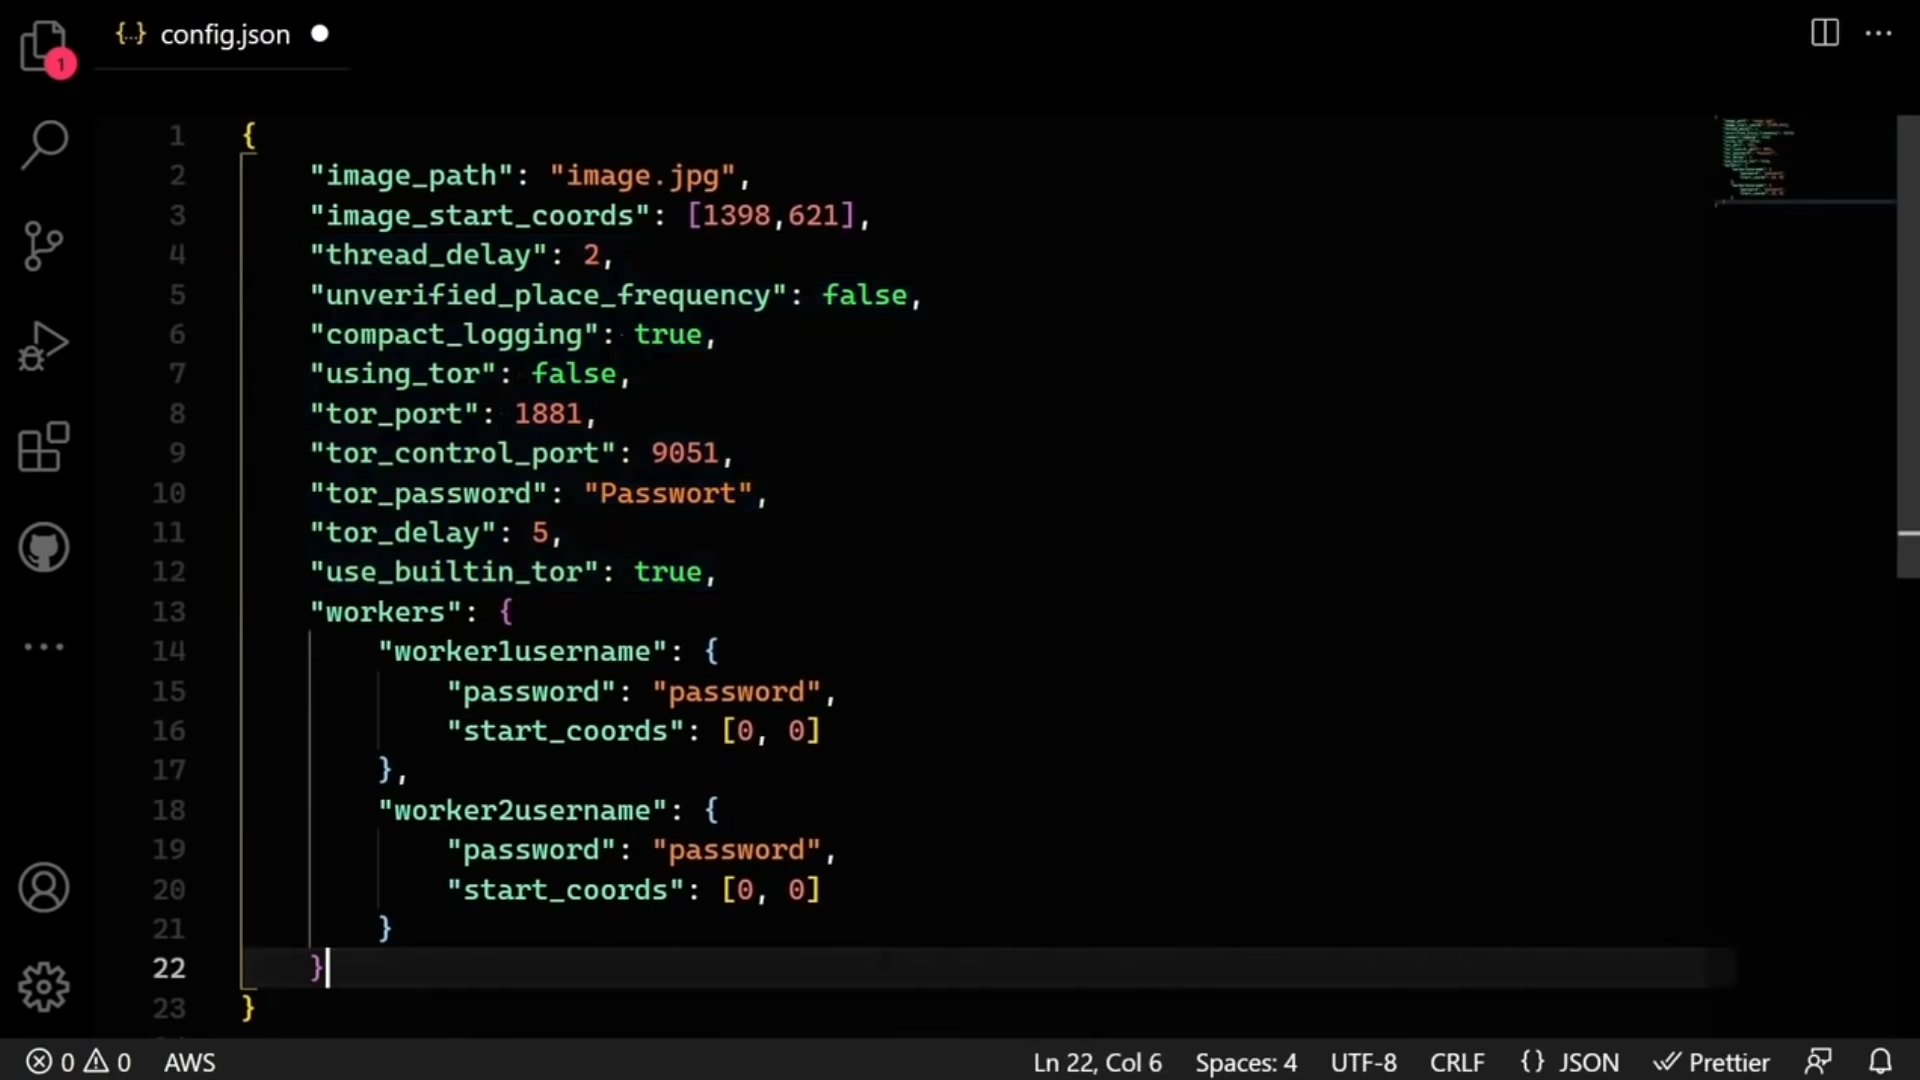 {...} config.json
1
1 {
2 "image_path": "image.jpg",
3 "image_start_coords": [1398,621],
4 "thread_delay": 2,
5 "unverified_place_frequency": false,
6 "compact_logging": true,
7 "using_tor": false,
8 "tor_port": 1881,
9 "tor_control_port": 9051,
10 "tor_password": "Passwort",
11 "tor_delay": 5,
12 "use_builtin_tor": true,
13 "workers": {
14 "worker1username": {
15 "password": "password",
16 "start_coords": [0, 0]
17 },
18 "worker2username": {
19 "password": "password",
20 "start_coords": [0, 0]
21 }
22 }
23 }
0 0 AWS Ln 22, Col 6 Spaces: 4 UTF-8 CRLF {} JSON Prettier